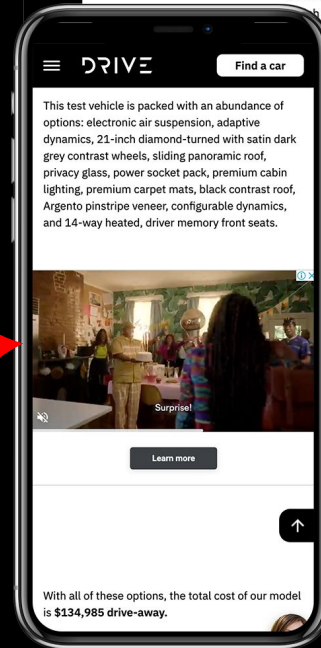 DRIVE
Find a car
This test vehicle is packed with an abundance of
options: electronic air suspension, adaptive
dynamics, 21-inch diamond-turned with satin dark
grey contrast wheels, sliding panoramic roof,
privacy glass, power socket pack, premium cabin
lighting, premium carpet mats, black contrast roof,
Argento pinstripe veneer, configurable dynamics,
and 14-way heated, driver memory front seats.
Surprise!
Learn more
With all of these options, the total cost of our model
is $134,985 drive-away.